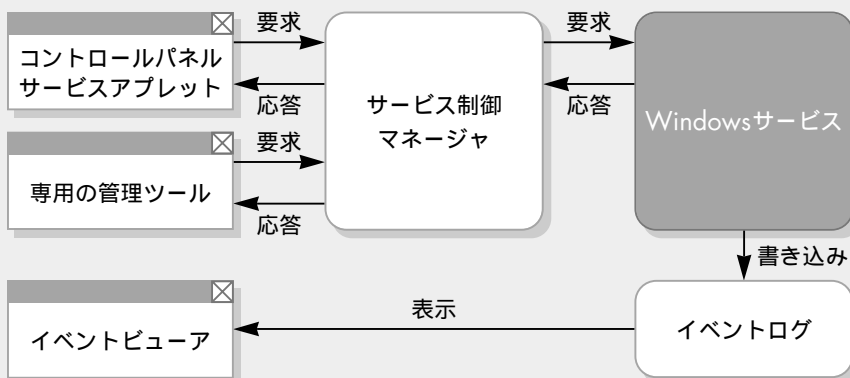 コントロールパネル
サービスアプレット
要求
応答
サービス制御
マネージャ
要求
応答
Windowsサービス
専用の管理ツール
要求
応答
書き込み
イベントビューア
表示
イベントログ